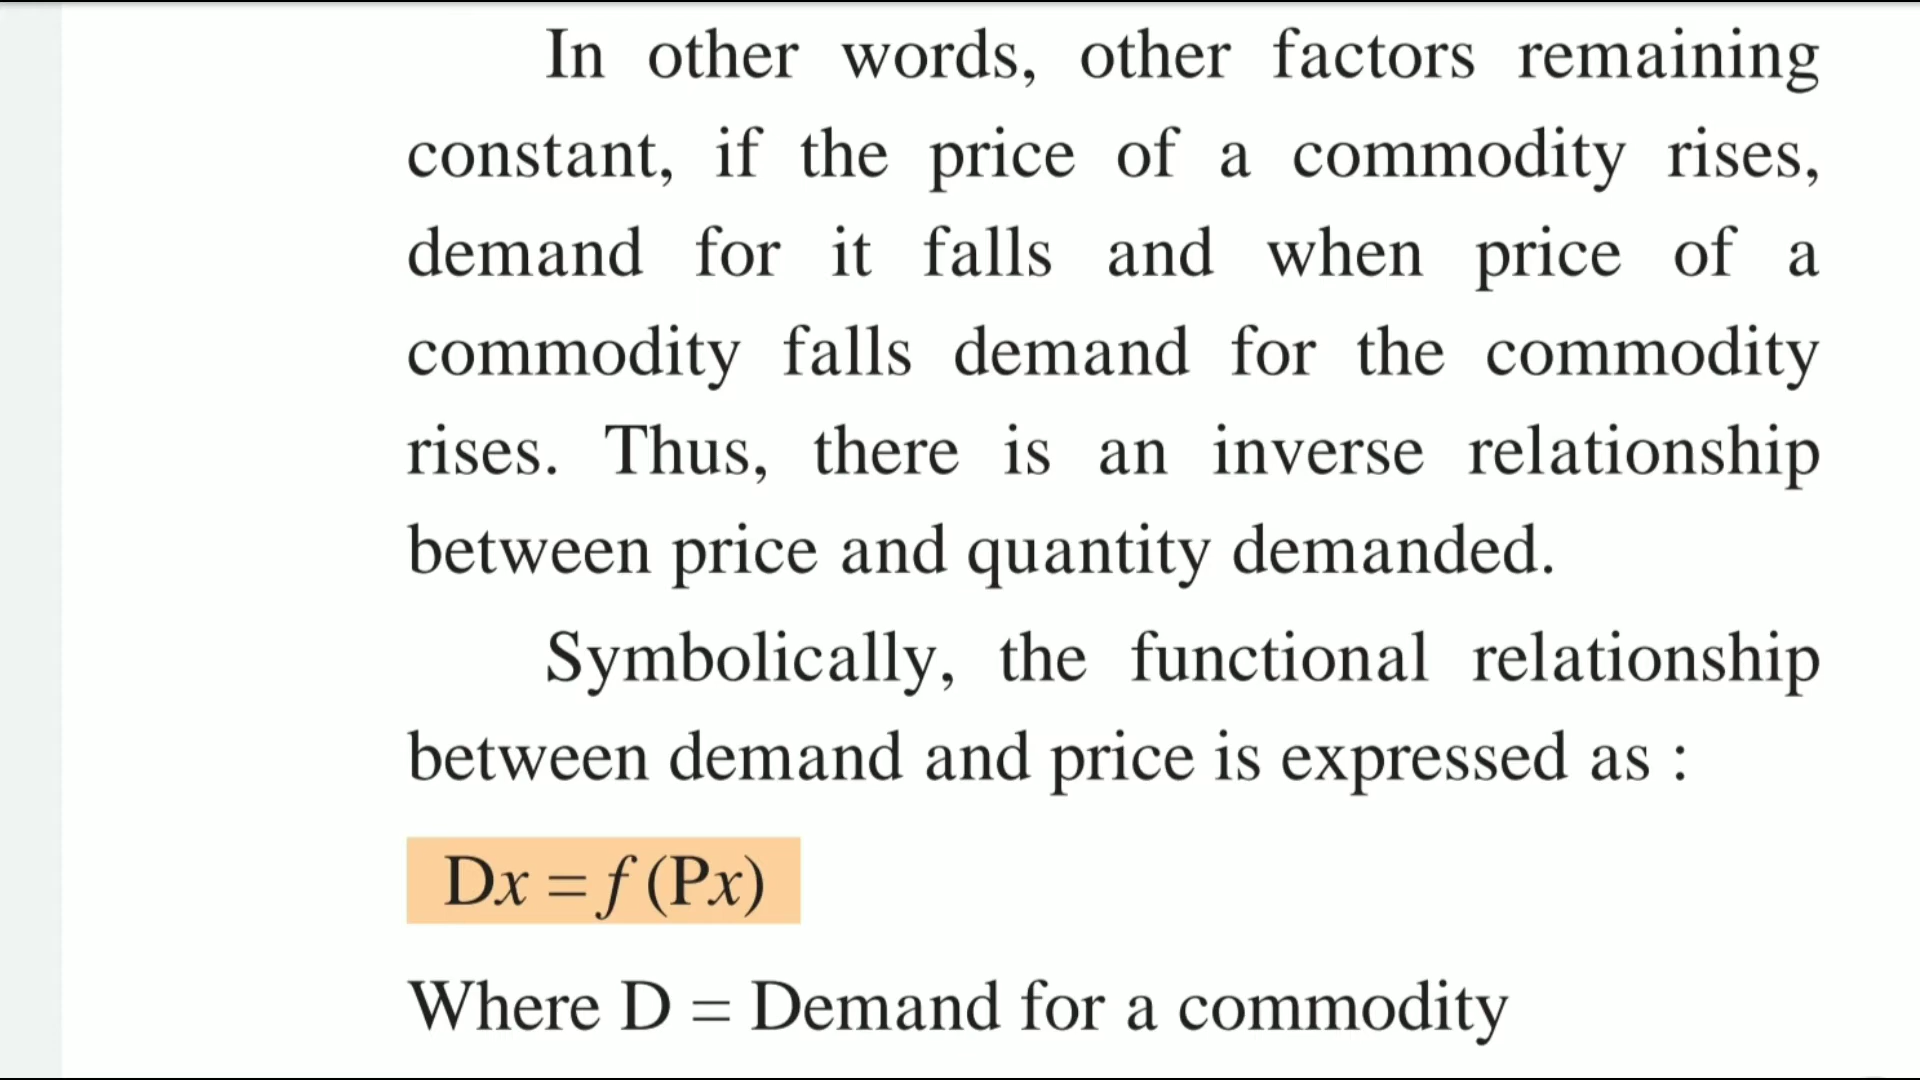 In other words, other factors remaining
constant, if the price of a commodity rises,
demand for it falls and when price of a
commodity falls demand for the commodity
rises. Thus, there is an inverse relationship
between price and quantity demanded.
Symbolically, the functional relationship
between demand and price is expressed as :
Dx = f (Px)
Where D = Demand for a commodity